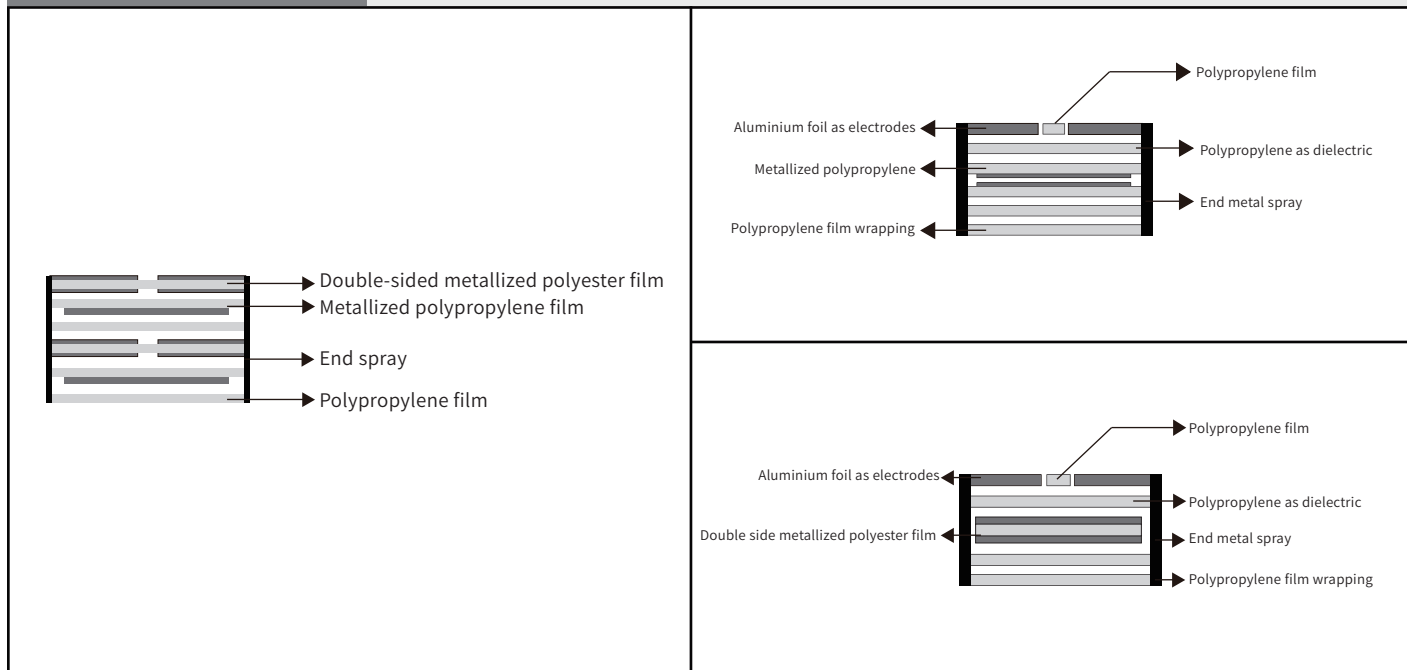 Double-sided metallized polyester film
Metallized polypropylene film
End spray
Polypropylene film
Polypropylene film
Aluminium foil as electrodes
Polypropylene as dielectric
Metallized polypropylene
End metal spray
Polypropylene film wrapping
Polypropylene film
Aluminium foil as electrodes
Polypropylene as dielectric
Double side metallized polyester film
End metal spray
Polypropylene film wrapping